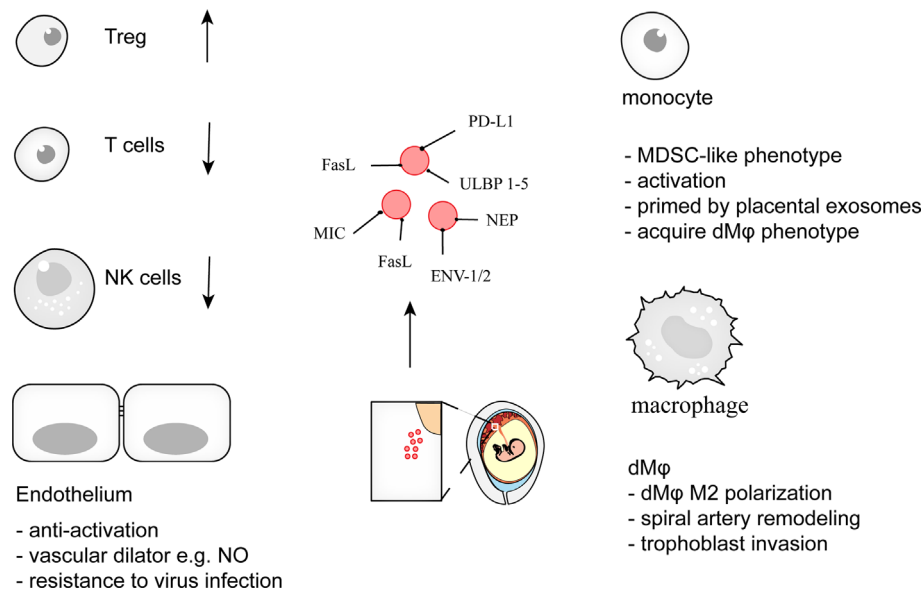 Treg
T cells
NK cells
Endothelium
- anti-activation
- vascular dilator e.g. NO
- resistance to virus infection
PD-L1
FasL
ULBP 1-5
MIC
NEP
FasL
ENV-1/2
monocyte
- MDSC-like phenotype
- activation
- primed by placental exosomes
- acquire dMφ phenotype
macrophage
dMφ
- dMφ M2 polarization
- spiral artery remodeling
- trophoblast invasion